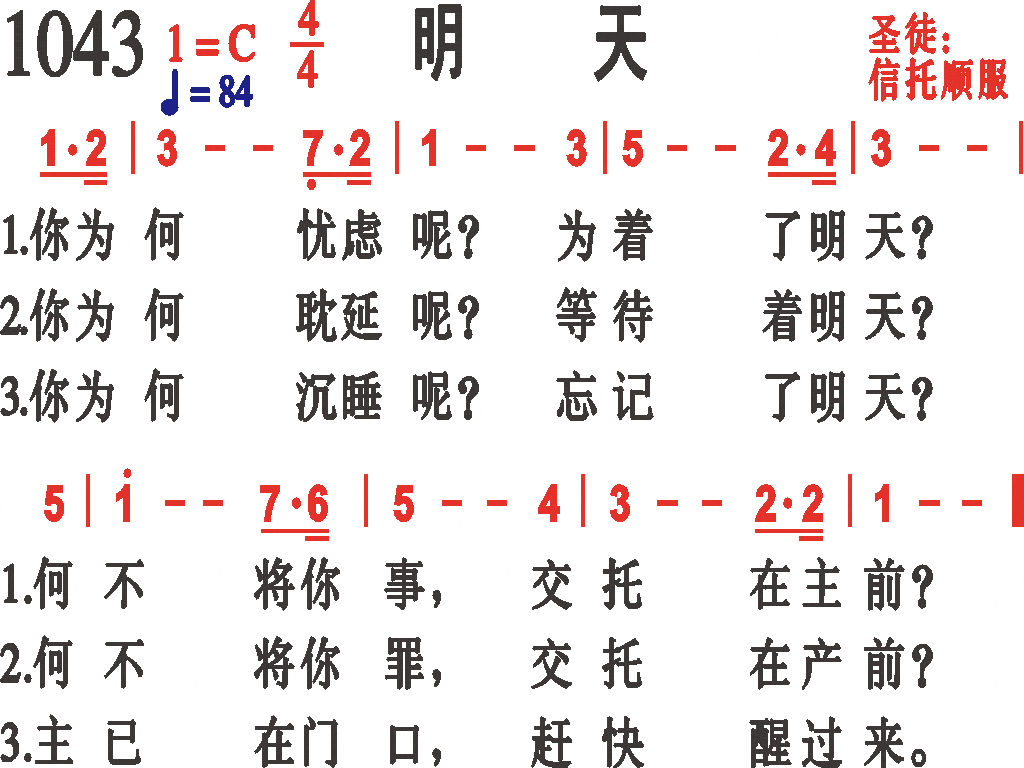 1043 1=C 4/4 明 天 圣徒:
♩=84 信托顺服
1·2 | 3 - - 7·2 | 1 - - 3 | 5 - - 2·4 | 3 - - |
1.你为 何 忧虑 呢? 为着 了明 天?
2.你为 何 耽延 呢? 等待 着明 天?
3.你为 何 沉睡 呢? 忘记 了明 天?
5 | 1 - - 7·6 | 5 - - 4 | 3 - - 2·2 | 1 - -
1.何 不 将你 事, 交 托 在主 前?
2.何 不 将你 罪, 交 托 在产 前?
3.主 已 在门 口, 赶 快 醒过 来。